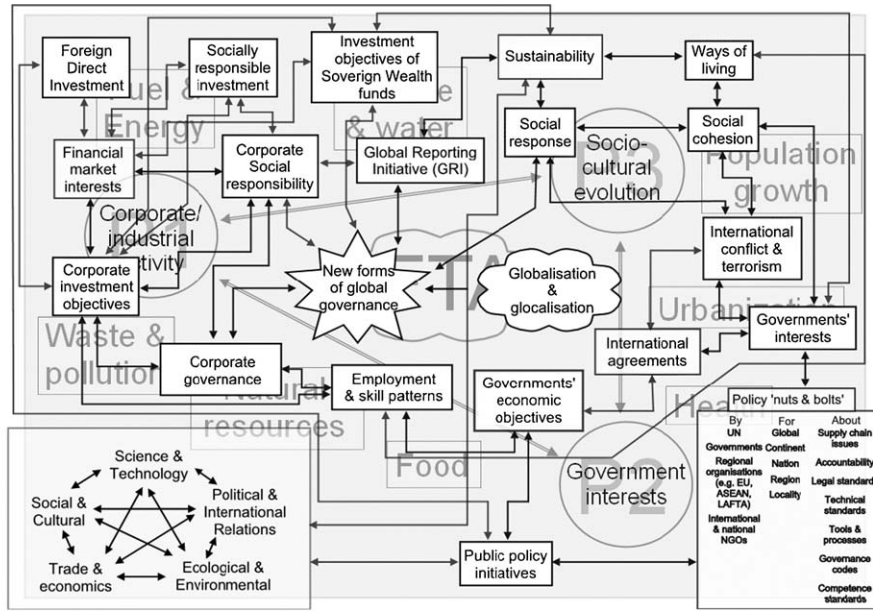 Foreign
Direct
Investment
Socially
responsible
investment
Investment
objectives of
Soverign Wealth
funds
Sustainability
Ways of
living
Fuel &
Energy
& water
Financial
market
interests
Corporate
Social
responsibility
Global Reporting
Initiative (GRI)
Social
response
Socio-
cultural
evolution
P3
Social
cohesion
Population
growth
Corporate/
industrial
P1
International
conflict &
terrorism
Corporate
investment
objectives
New forms
of global
governance
FTA
Globalisation
&
glocalisation
Urbanization
Governments'
interests
Waste &
pollution
Corporate
governance
International
agreements
Natural
resources
Employment
& skill patterns
Governments'
economic
objectives
Health
Food
Government
interests
P2
Policy 'nuts & bolts'
By
UN
Governments
Regional
organisations
(e.g. EU,
ASEAN,
LAFTA)
International
& national
NGOs
For
Global
Continent
Nation
Region
Locality
About
Supply chain
issues
Accountability
Legal standard
Technical
standards
Tools &
processes
Governance
codes
Competence
standards
Science &
Technology
Social &
Cultural
Political &
International
Relations
Trade &
economics
Ecological &
Environmental
Public policy
initiatives